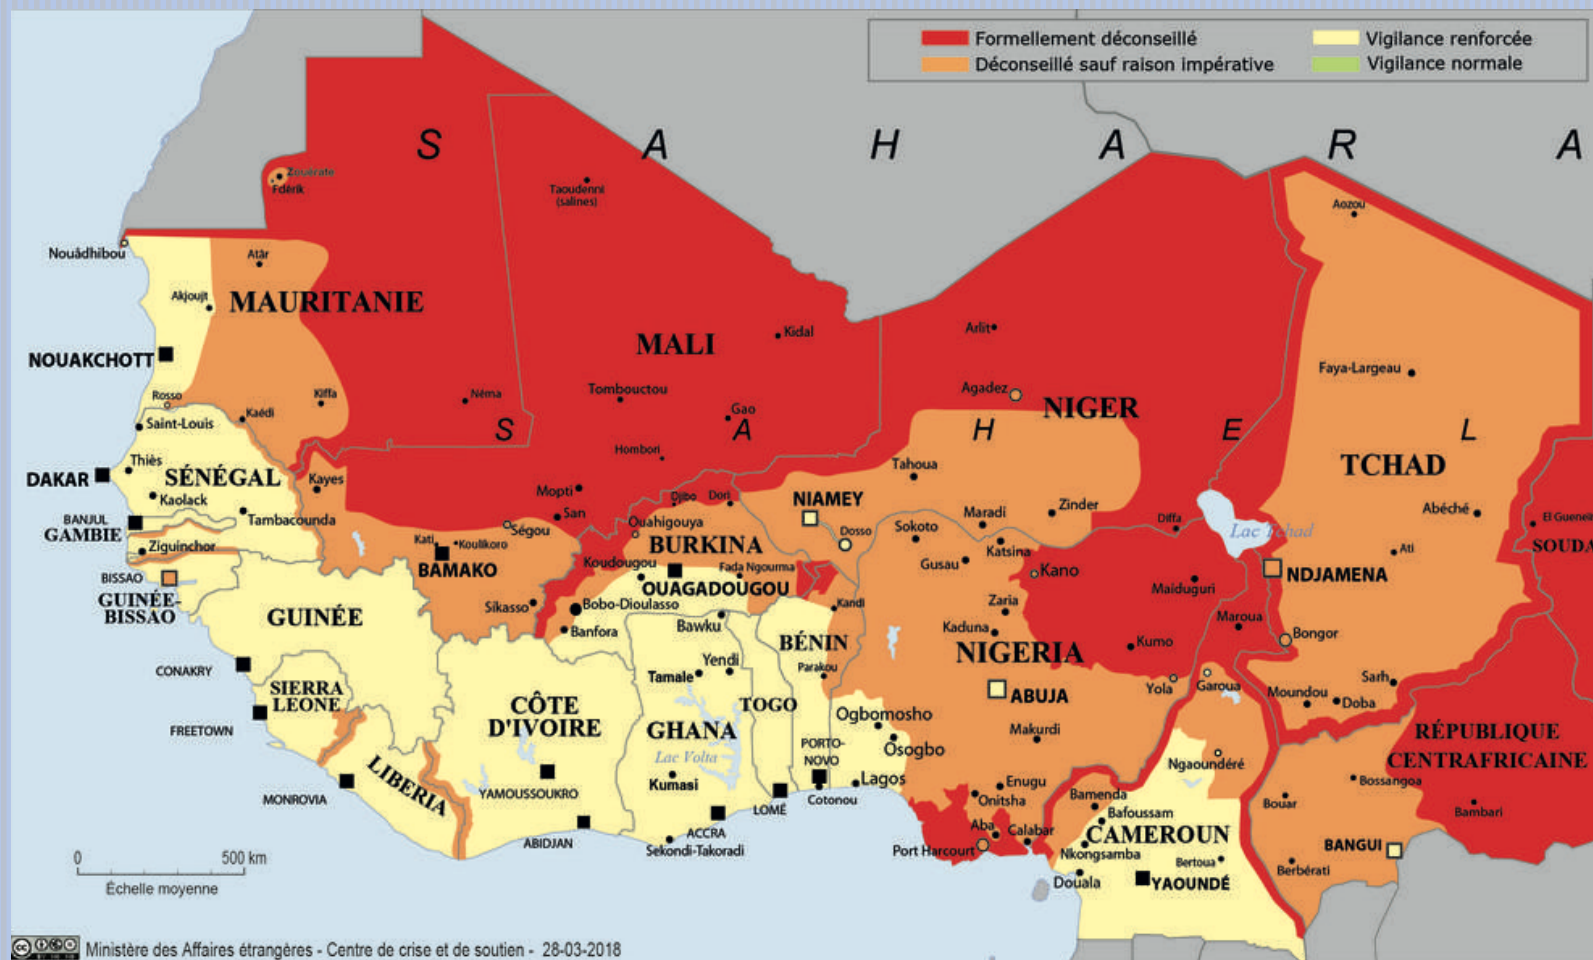 Formellement déconseillé
Déconseillé sauf raison impérative
Vigilance renforcée
Vigilance normale
S A H A R A
Zouérate
Fdérik
Taoudenni
(salines)
Aozou
Nouâdhibou
Atâr
Akjoujt
MAURITANIE
Kidal
MALI
Arlit
NOUAKCHOTT
Faya-Largeau
Rosso
Kiffa
Néma
Tombouctou
Agadez
NIGER
Kaédi
Gao
Saint-Louis
S A H E L
Hombori
Thiès
DAKAR
SÉNÉGAL
Kayes
Tahoua
TCHAD
Kaolack
Mopti
Djibo
Dori
NIAMEY
Zinder
Abéché
BANJUL
GAMBIE
Tambacounda
San
Ségou
Ouahigouya
Dosso
Sokoto
Maradi
Diffa
Lac Tchad
El Guenein
SOUDA
Ziguinchor
Kati
Koulikoro
BAMAKO
BURKINA
Katsina
Ati
BISSAO
GUINÉE-
BISSAO
Koudougou
Fada Ngourma
OUAGADOUGOU
Gusau
Kano
NDJAMENA
Maiduguri
GUINÉE
Sikasso
Bobo-Dioulasso
Kandi
Zaria
Banfora
Bawku
Kaduna
Maroua
Bongor
BÉNIN
NIGERIA
Kumo
CONAKRY
Yendi
Tamale
Parakou
SIERRA
LEONE
CÔTE
D'IVOIRE
TOGO
ABUJA
Yola
Garoua
Sarh
Moundou
Doba
FREETOWN
GHANA
Ogbomosho
Osogbo
Makurdi
RÉPUBLIQUE
CENTRAFRICAINE
Lac Volta
PORTO-
NOVO
Ngaoundéré
LIBERIA
Kumasi
Lagos
Enugu
Onitsha
Bossangoa
MONROVIA
YAMOUSSOUKRO
LOMÉ
Cotonou
Bamenda
Bafoussam
Bouar
Bambari
ACCRA
Aba
Calabar
CAMEROUN
ABIDJAN
Sekondi-Takoradi
Port Harcourt
Nkongsamba
Bertoua
BANGUI
Berbérati
Douala
YAOUNDÉ
0 500 km
Échelle moyenne
Ministère des Affaires étrangères - Centre de crise et de soutien - 28-03-2018